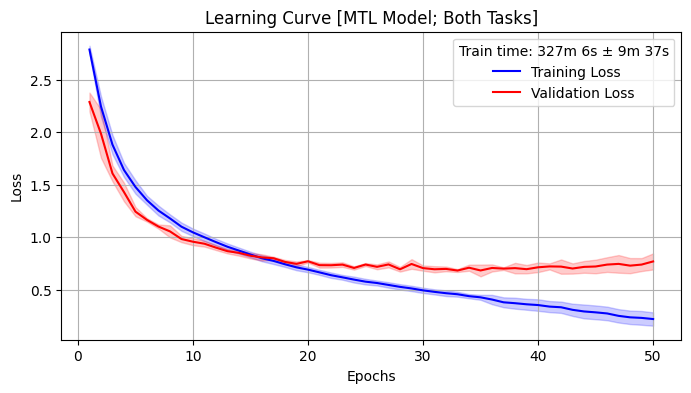 Learning Curve [MTL Model; Both Tasks]
Train time: 327m 6s ± 9m 37s
Training Loss
Validation Loss
Loss
2.5
2.0
1.5
1.0
0.5
0
10
20
30
40
50
Epochs